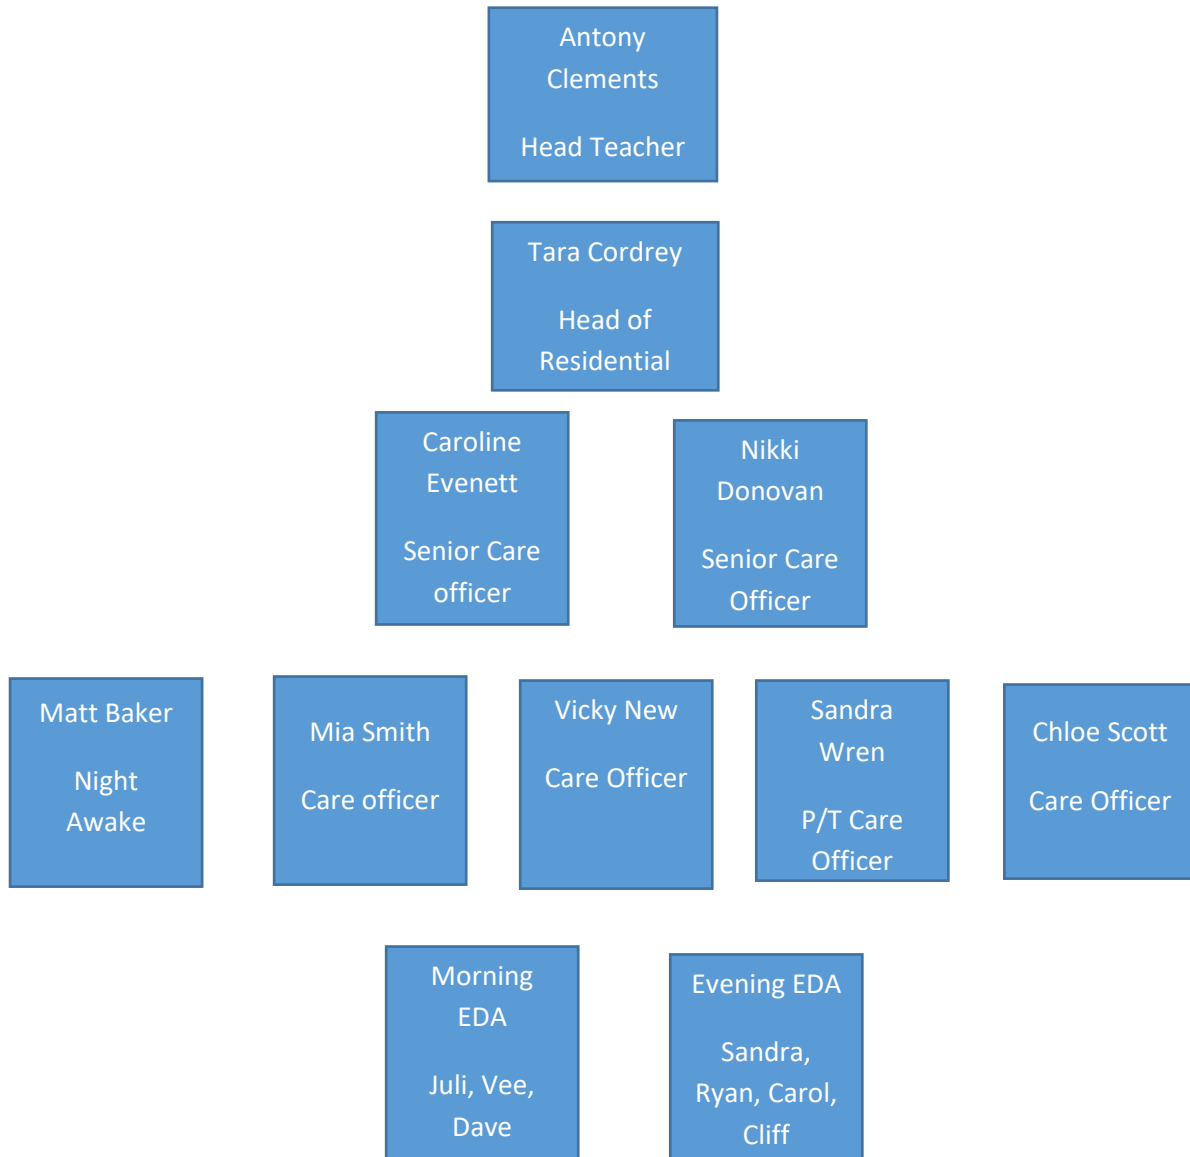 Antony
Clements
Head Teacher
Tara Cordrey
Head of
Residential
Caroline
Evenett
Senior Care
officer
Nikki
Donovan
Senior Care
Officer
Matt Baker
Night
Awake
Mia Smith
Care officer
Vicky New
Care Officer
Sandra
Wren
P/T Care
Officer
Chloe Scott
Care Officer
Morning
EDA
Juli, Vee,
Dave
Evening EDA
Sandra,
Ryan, Carol,
Cliff